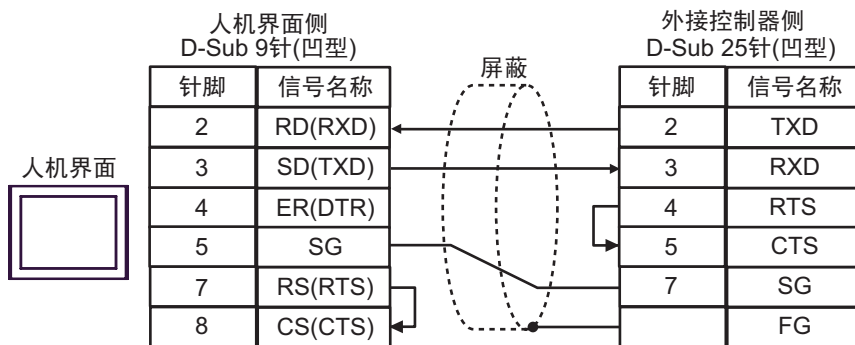 人机界面侧
D-Sub 9针(凹型)
外接控制器侧
D-Sub 25针(凹型)
屏蔽
人机界面
针脚 信号名称
2 RD(RXD)
3 SD(TXD)
4 ER(DTR)
5 SG
7 RS(RTS)
8 CS(CTS)
针脚 信号名称
2 TXD
3 RXD
4 RTS
5 CTS
7 SG
FG